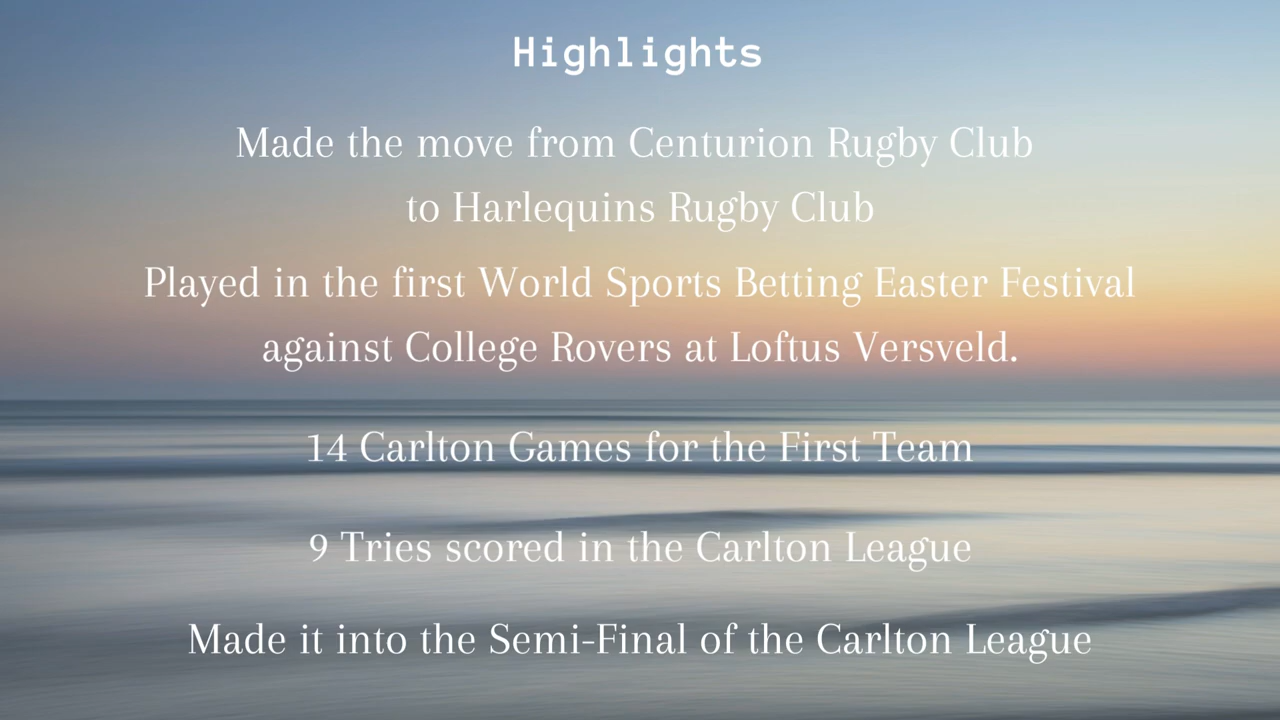 Highlights
Made the move from Centurion Rugby Club
to Harlequins Rugby Club
Played in the first World Sports Betting Easter Festival
against College Rovers at Loftus Versveld.
14 Carlton Games for the First Team
9 Tries scored in the Carlton League
Made it into the Semi-Final of the Carlton League